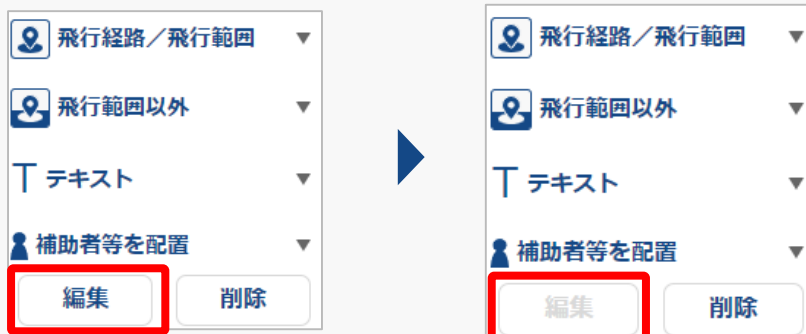 飛行経路／飛行範囲 ▼
飛行範囲以外 ▼
テキスト ▼
補助者等を配置 ▼
編集 削除
飛行経路／飛行範囲 ▼
飛行範囲以外 ▼
テキスト ▼
補助者等を配置 ▼
編集 削除